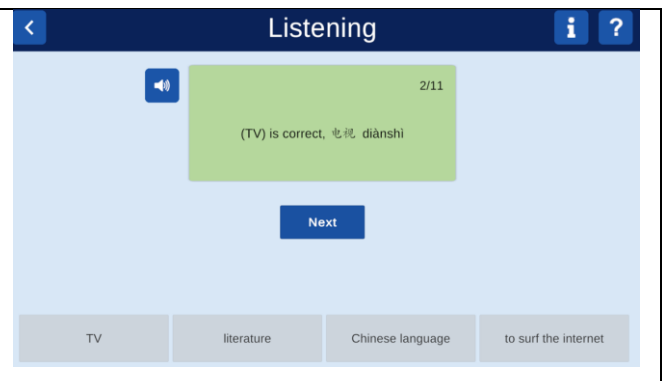 Listening
2/11
(TV) is correct, 电视 diànshì
Next
TV
literature
Chinese language
to surf the internet